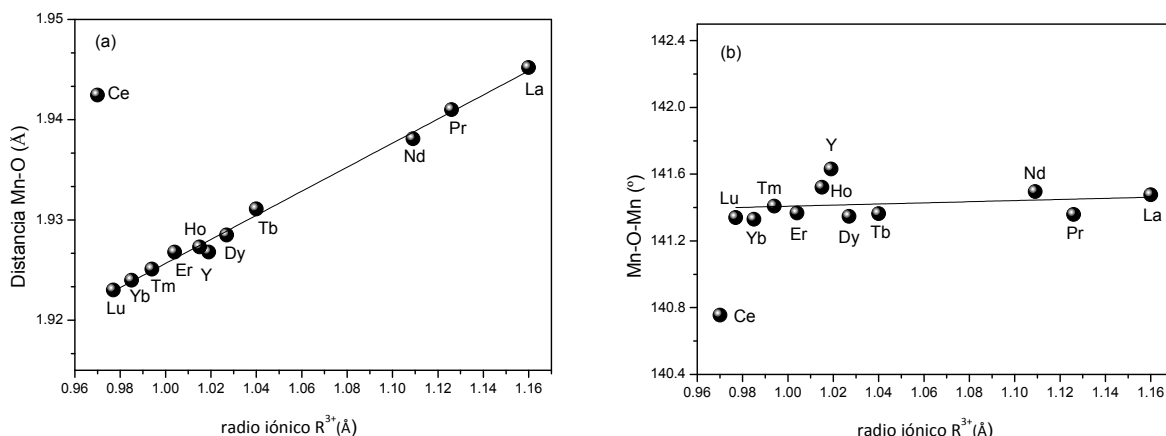 (a)
Distancia Mn-O (Å)
1.95
1.94
1.93
1.92
Ce
La
Pr
Nd
Tb
Ho
Dy
Er
Y
Tm
Yb
Lu
0.96 0.98 1.00 1.02 1.04 1.06 1.08 1.10 1.12 1.14 1.16
radio iónico R3+(Å)
(b)
Mn-O-Mn (º)
142.4
142.0
141.6
141.2
140.8
140.4
Y
Nd
Lu
Tm
Ho
La
Yb
Er
Dy
Tb
Pr
Ce
0.96 0.98 1.00 1.02 1.04 1.06 1.08 1.10 1.12 1.14 1.16
radio iónico R3+(Å)